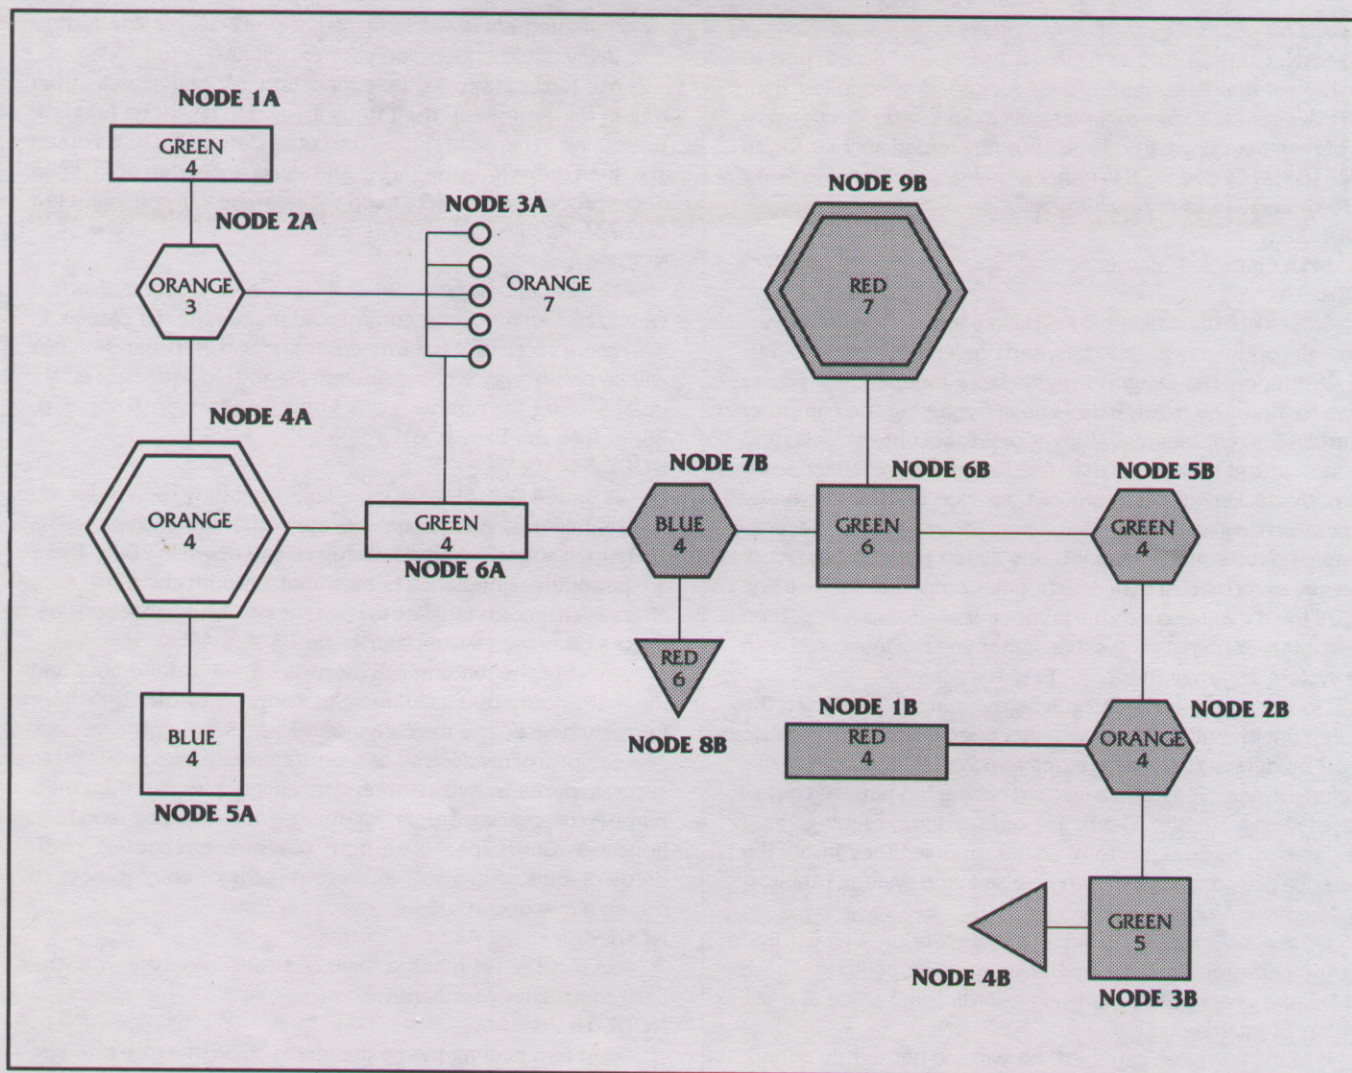 NODE 1A
GREEN
4
NODE 2A
ORANGE
3
NODE 3A
ORANGE
7
NODE 4A
ORANGE
4
GREEN
4
NODE 6A
BLUE
4
NODE 5A
NODE 9B
RED
7
NODE 7B
BLUE
4
NODE 6B
GREEN
6
NODE 5B
GREEN
4
RED
6
NODE 8B
NODE 1B
RED
4
NODE 2B
ORANGE
4
NODE 4B
GREEN
5
NODE 3B